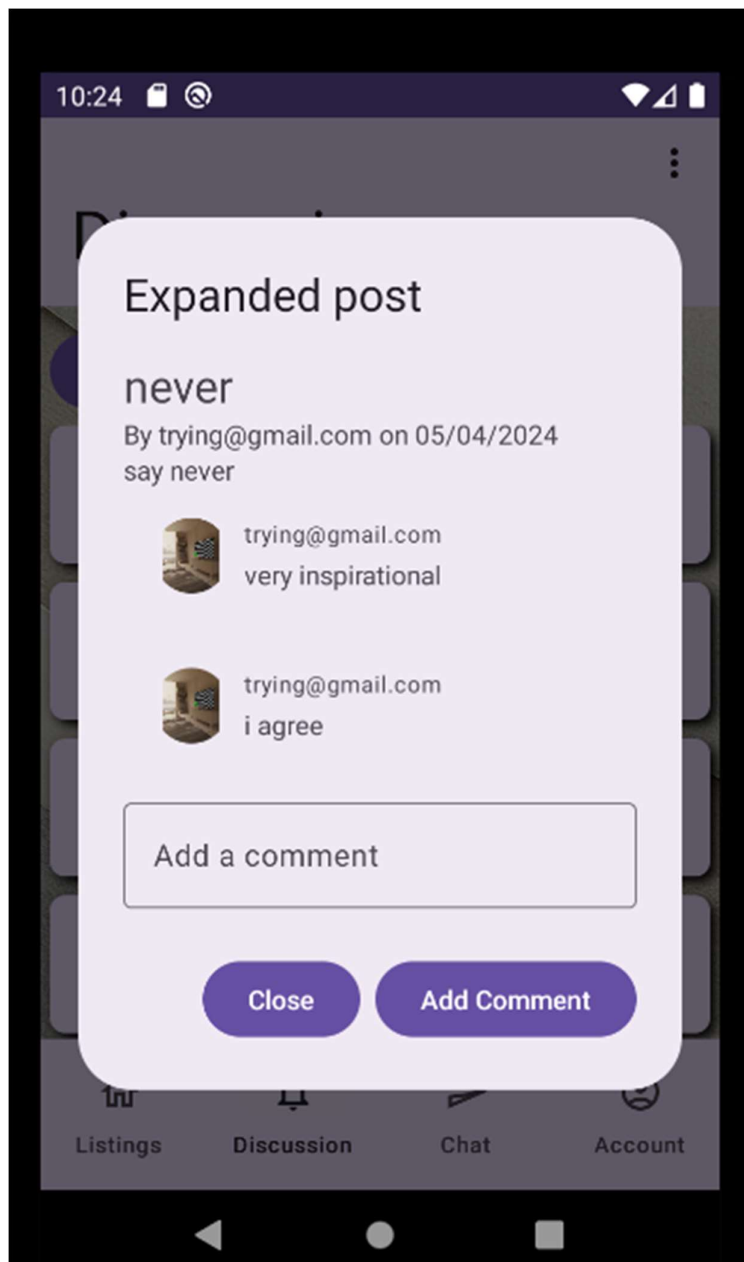 10:24
Expanded post
never
By trying@gmail.com on 05/04/2024
say never
trying@gmail.com
very inspirational
trying@gmail.com
i agree
Add a comment
Close Add Comment
Listings Discussion Chat Account